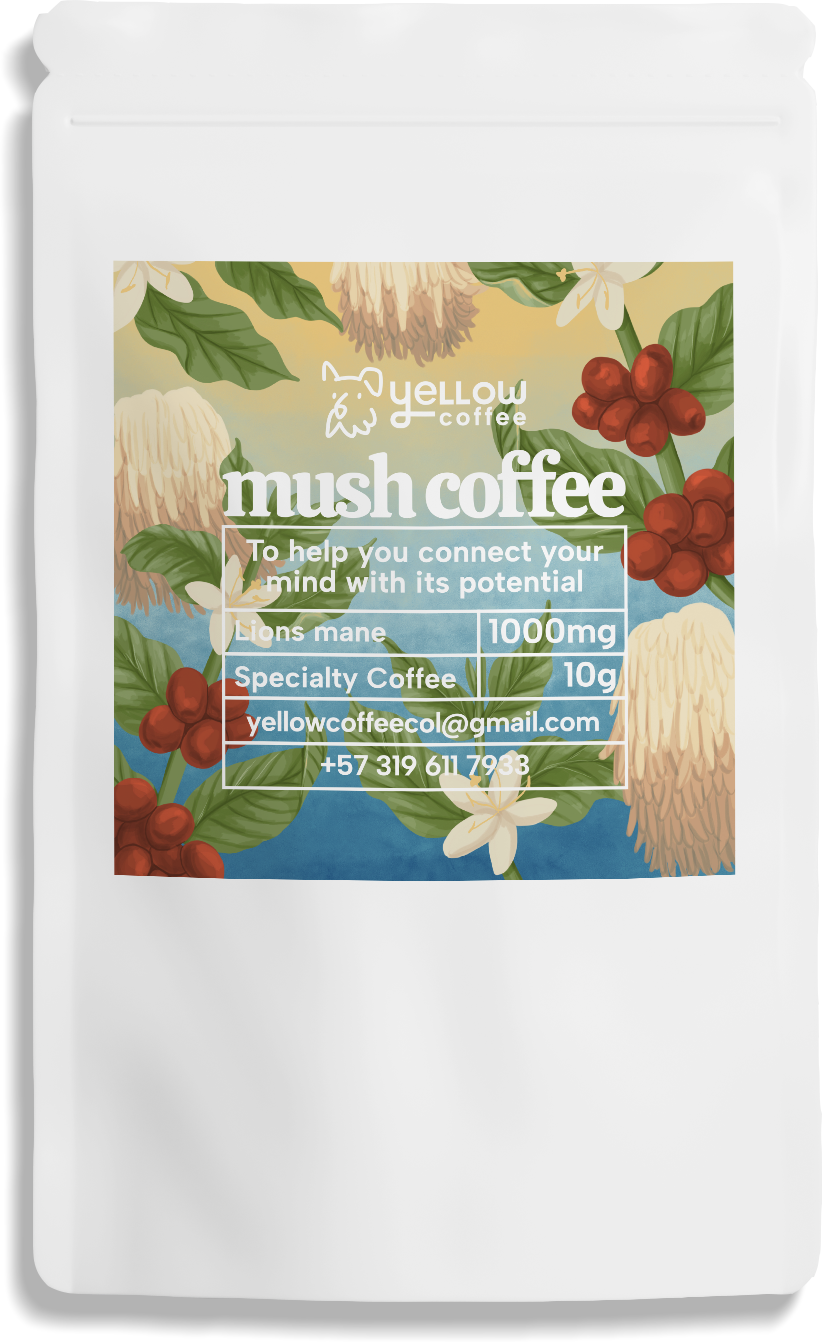 yellow
coffee
mush coffee
To help you connect your
mind with its potential
Lions mane 1000mg
Specialty Coffee 10g
yellowcoffeecol@gmail.com
+57 319 611 7933